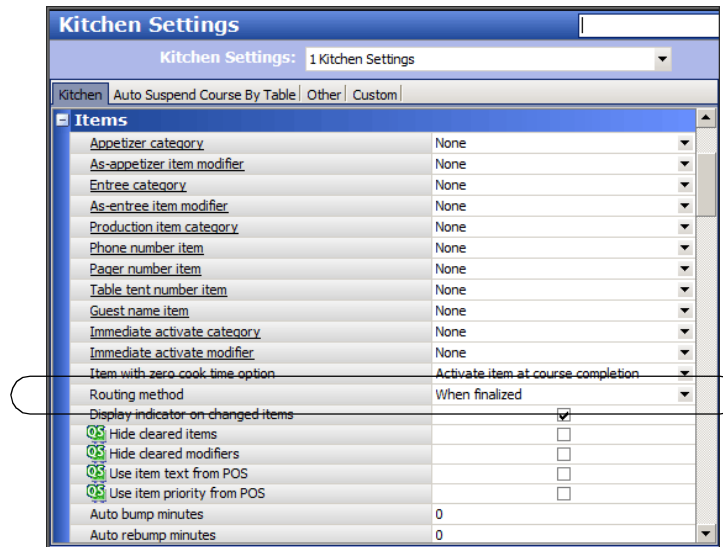 Kitchen Settings
Kitchen Settings: 1 Kitchen Settings
Kitchen Auto Suspend Course By Table Other Custom
Items
Appetizer category None
As-appetizer item modifier None
Entree category None
As-entree item modifier None
Production item category None
Phone number item None
Pager number item None
Table tent number item None
Guest name item None
Immediate activate category None
Immediate activate modifier None
Item with zero cook time option Activate item at course completion
Routing method When finalized
Display indicator on changed items
QS Hide cleared items
QS Hide cleared modifiers
QS Use item text from POS
QS Use item priority from POS
Auto bump minutes 0
Auto rebump minutes 0